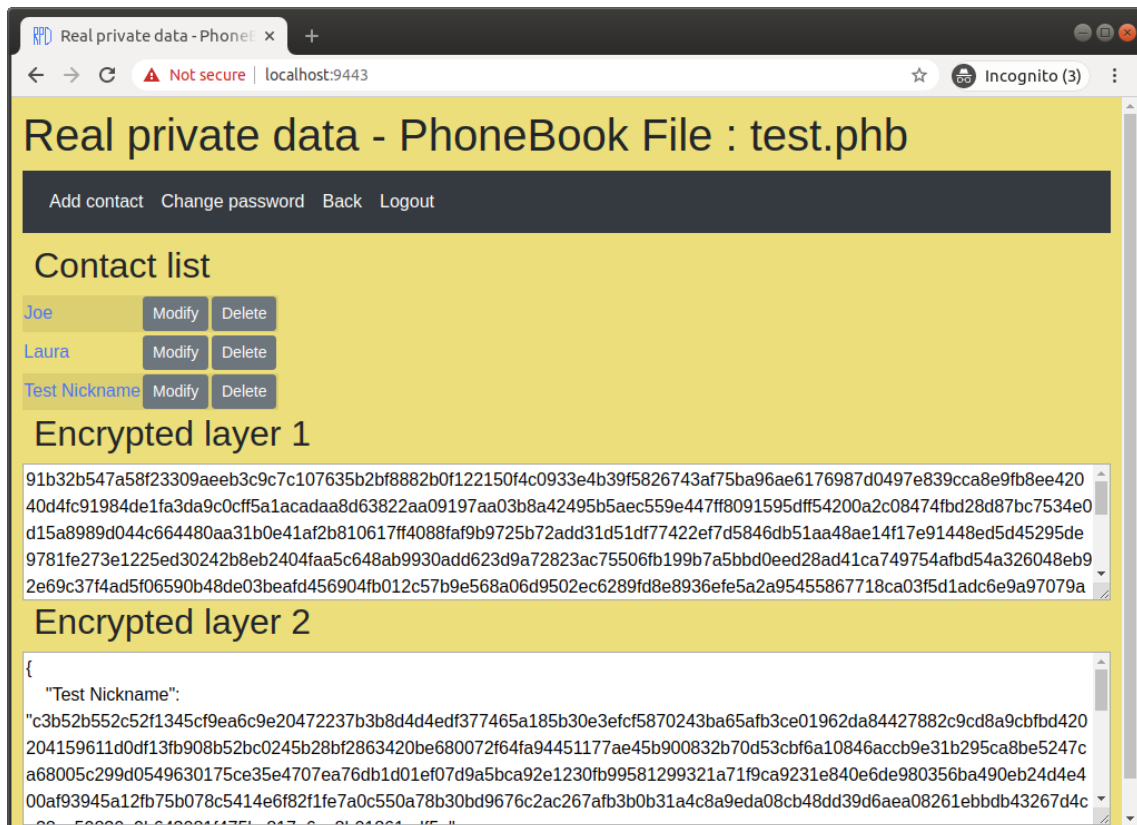 Real private data - PhoneB
Not secure | localhost:9443
Incognito (3)
Real private data - PhoneBook File : test.phb
Add contact Change password Back Logout
Contact list
Joe Modify Delete
Laura Modify Delete
Test Nickname Modify Delete
Encrypted layer 1
91b32b547a58f23309aeeb3c9c7c107635b2bf8882b0f122150f4c0933e4b39f5826743af75ba96ae6176987d0497e839cca8e9fb8ee420
40d4fc91984de1fa3da9c0cff5a1acadaa8d63822aa09197aa03b8a42495b5aec559e447ff8091595dff54200a2c08474fbd28d87bc7534e0
d15a8989d044c664480aa31b0e41af2b810617ff4088faf9b9725b72add31d51df77422ef7d5846db51aa48ae14f17e91448ed5d45295de
9781fe273e1225ed30242b8eb2404faa5c648ab9930add623d9a72823ac75506fb199b7a5bbd0eed28ad41ca749754afbd54a326048eb9
2e69c37f4ad5f06590b48de03beafd456904fb012c57b9e568a06d9502ec6289fd8e8936efe5a2a95455867718ca03f5d1adc6e9a97079a
Encrypted layer 2
{
"Test Nickname":
"c3b52b552c52f1345cf9ea6c9e20472237b3b8d4d4edf377465a185b30e3efcf5870243ba65afb3ce01962da84427882c9cd8a9cbfbd420
204159611d0df13fb908b52bc0245b28bf2863420be680072f64fa94451177ae45b900832b70d53cbf6a10846accb9e31b295ca8be5247c
a68005c299d0549630175ce35e4707ea76db1d01ef07d9a5bca92e1230fb99581299321a71f9ca9231e840e6de980356ba490eb24d4e4
00af93945a12fb75b078c5414e6f82f1fe7a0c550a78b30bd9676c2ac267afb3b0b31a4c8a9eda08cb48dd39d6aea08261ebbdb43267d4c